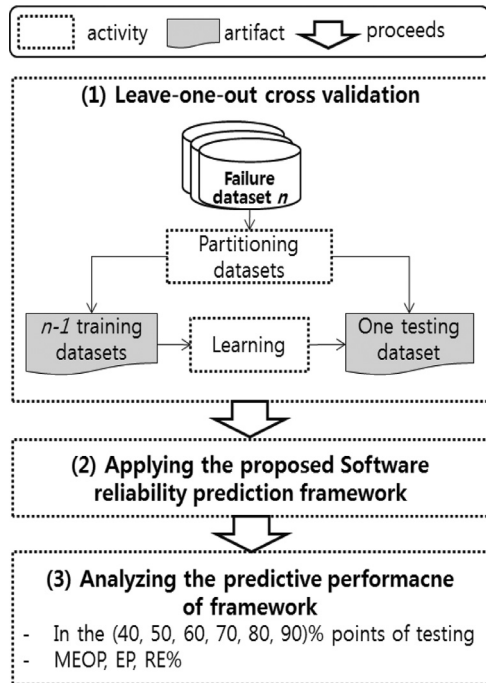 activity
artifact
proceeds
(1) Leave-one-out cross validation
Failure
dataset n
Partitioning
datasets
n-1 training
datasets
Learning
One testing
dataset
(2) Applying the proposed Software
reliability prediction framework
(3) Analyzing the predictive performacne
of framework
- In the (40, 50, 60, 70, 80, 90)% points of testing
- MEOP, EP, RE%